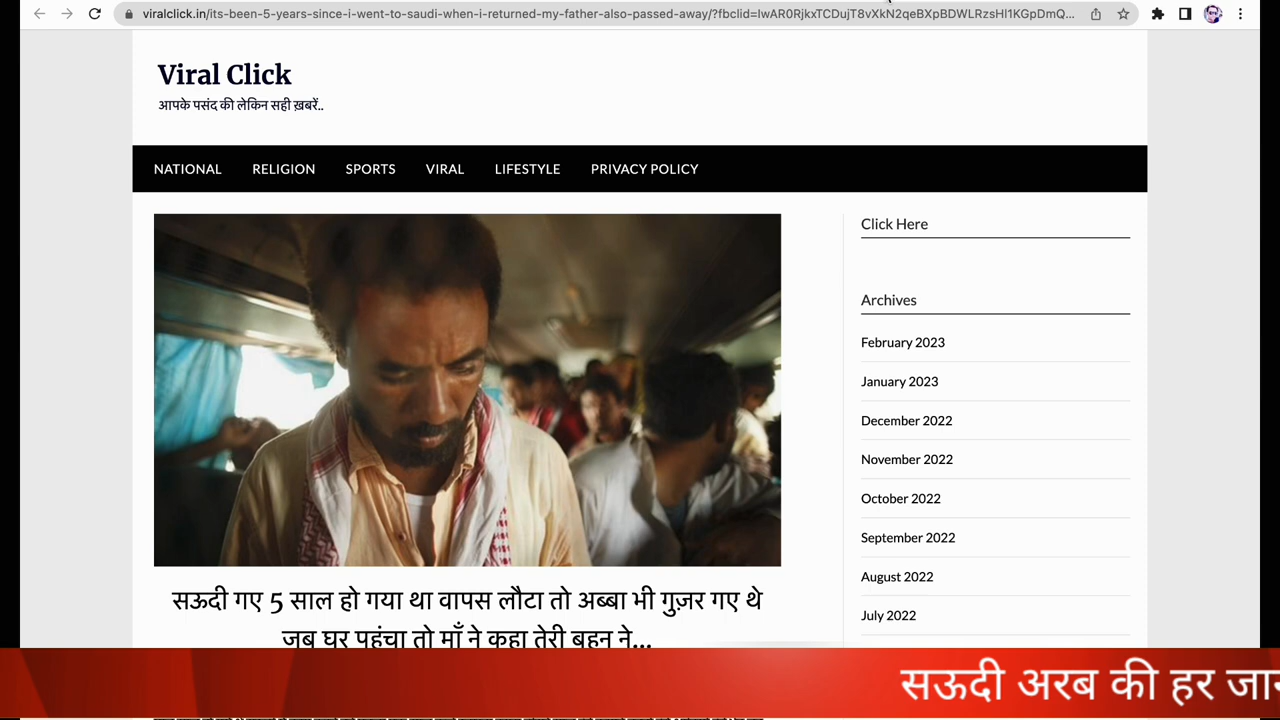 viralclick.in/its-been-5-years-since-i-went-to-saudi-when-i-returned-my-father-also-passed-away/?fbclid=IwAR0RjkxTCDujT8vXkN2qeBXpBDWLRzsHI1KGpDmQ...
Viral Click
आपके पसंद की लेकिन सही ख़बरें..
NATIONAL RELIGION SPORTS VIRAL LIFESTYLE PRIVACY POLICY
Click Here
Archives
February 2023
January 2023
December 2022
November 2022
October 2022
September 2022
August 2022
July 2022
सऊदी गए 5 साल हो गया था वापस लौटा तो अब्बा भी गुज़र गए थे
जब घर पहुंचा तो माँ ने कहा तेरी बहन ने...
सऊदी अरब की हर